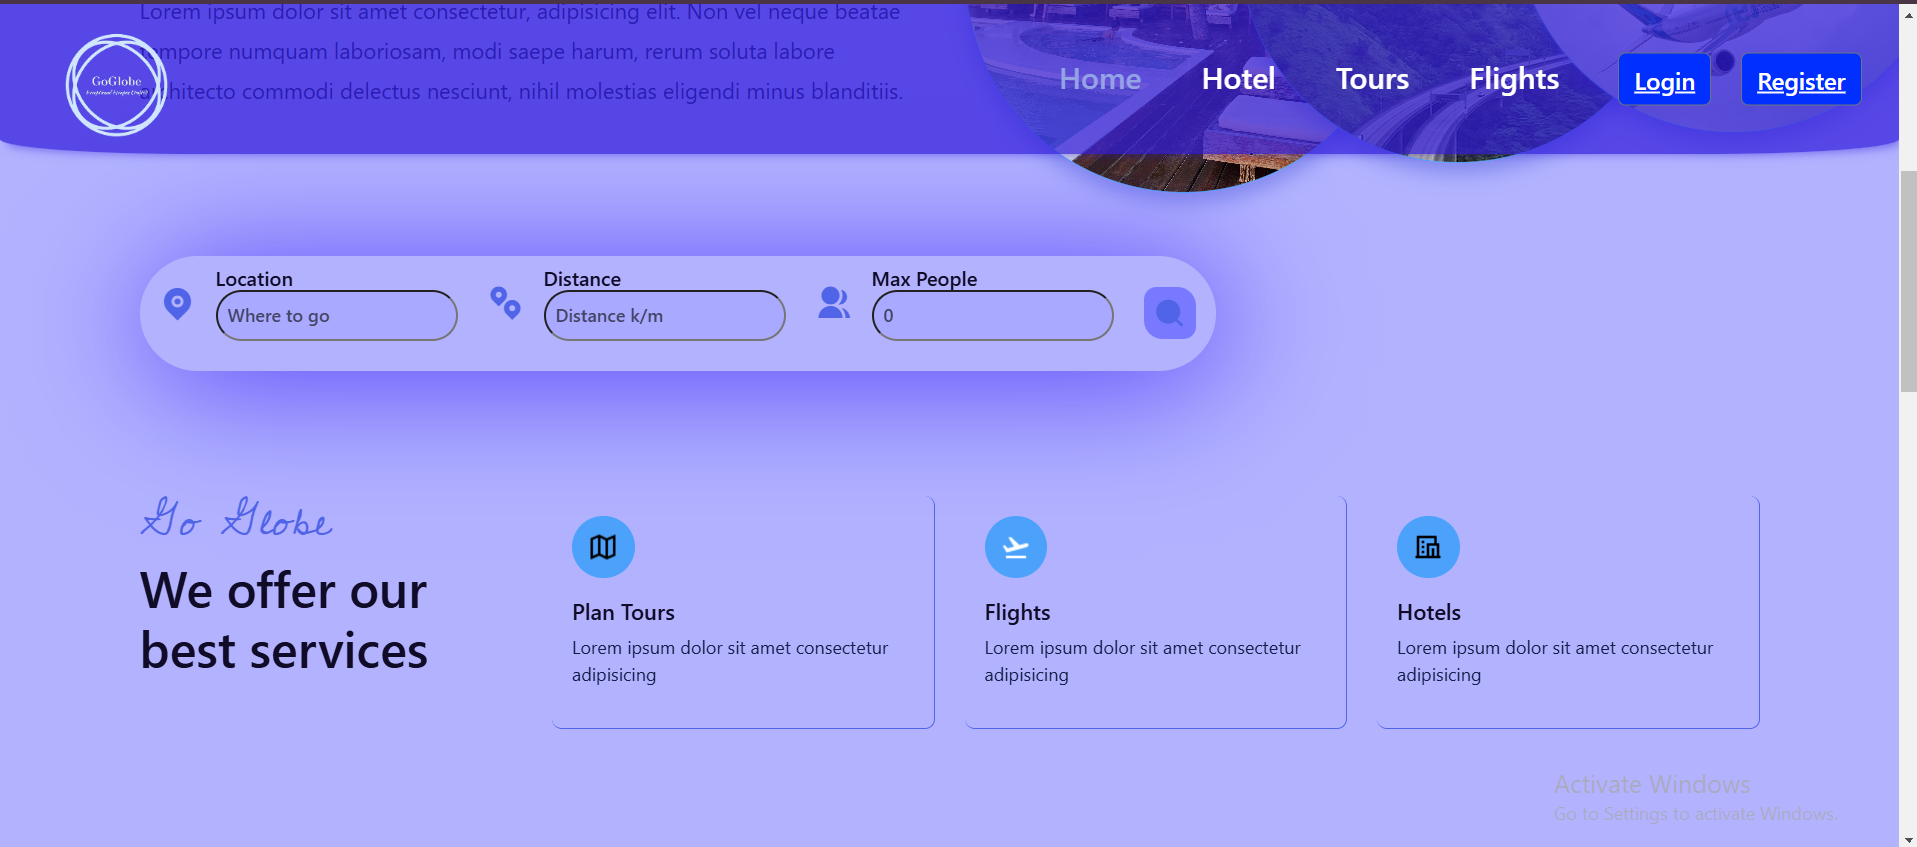 Lorem ipsum dolor sit amet consectetur, adipisicing elit. Non vel neque beatae
tempore numquam laboriosam, modi saepe harum, rerum soluta labore
architecto commodi delectus nesciunt, nihil molestias eligendi minus blanditiis.
GoGlobe
Home
Hotel
Tours
Flights
Login
Register
Location
Where to go
Distance
Distance k/m
Max People
0
Go Globe
We offer our
best services
Plan Tours
Lorem ipsum dolor sit amet consectetur
adipisicing
Flights
Lorem ipsum dolor sit amet consectetur
adipisicing
Hotels
Lorem ipsum dolor sit amet consectetur
adipisicing
Activate Windows
Go to Settings to activate Windows.